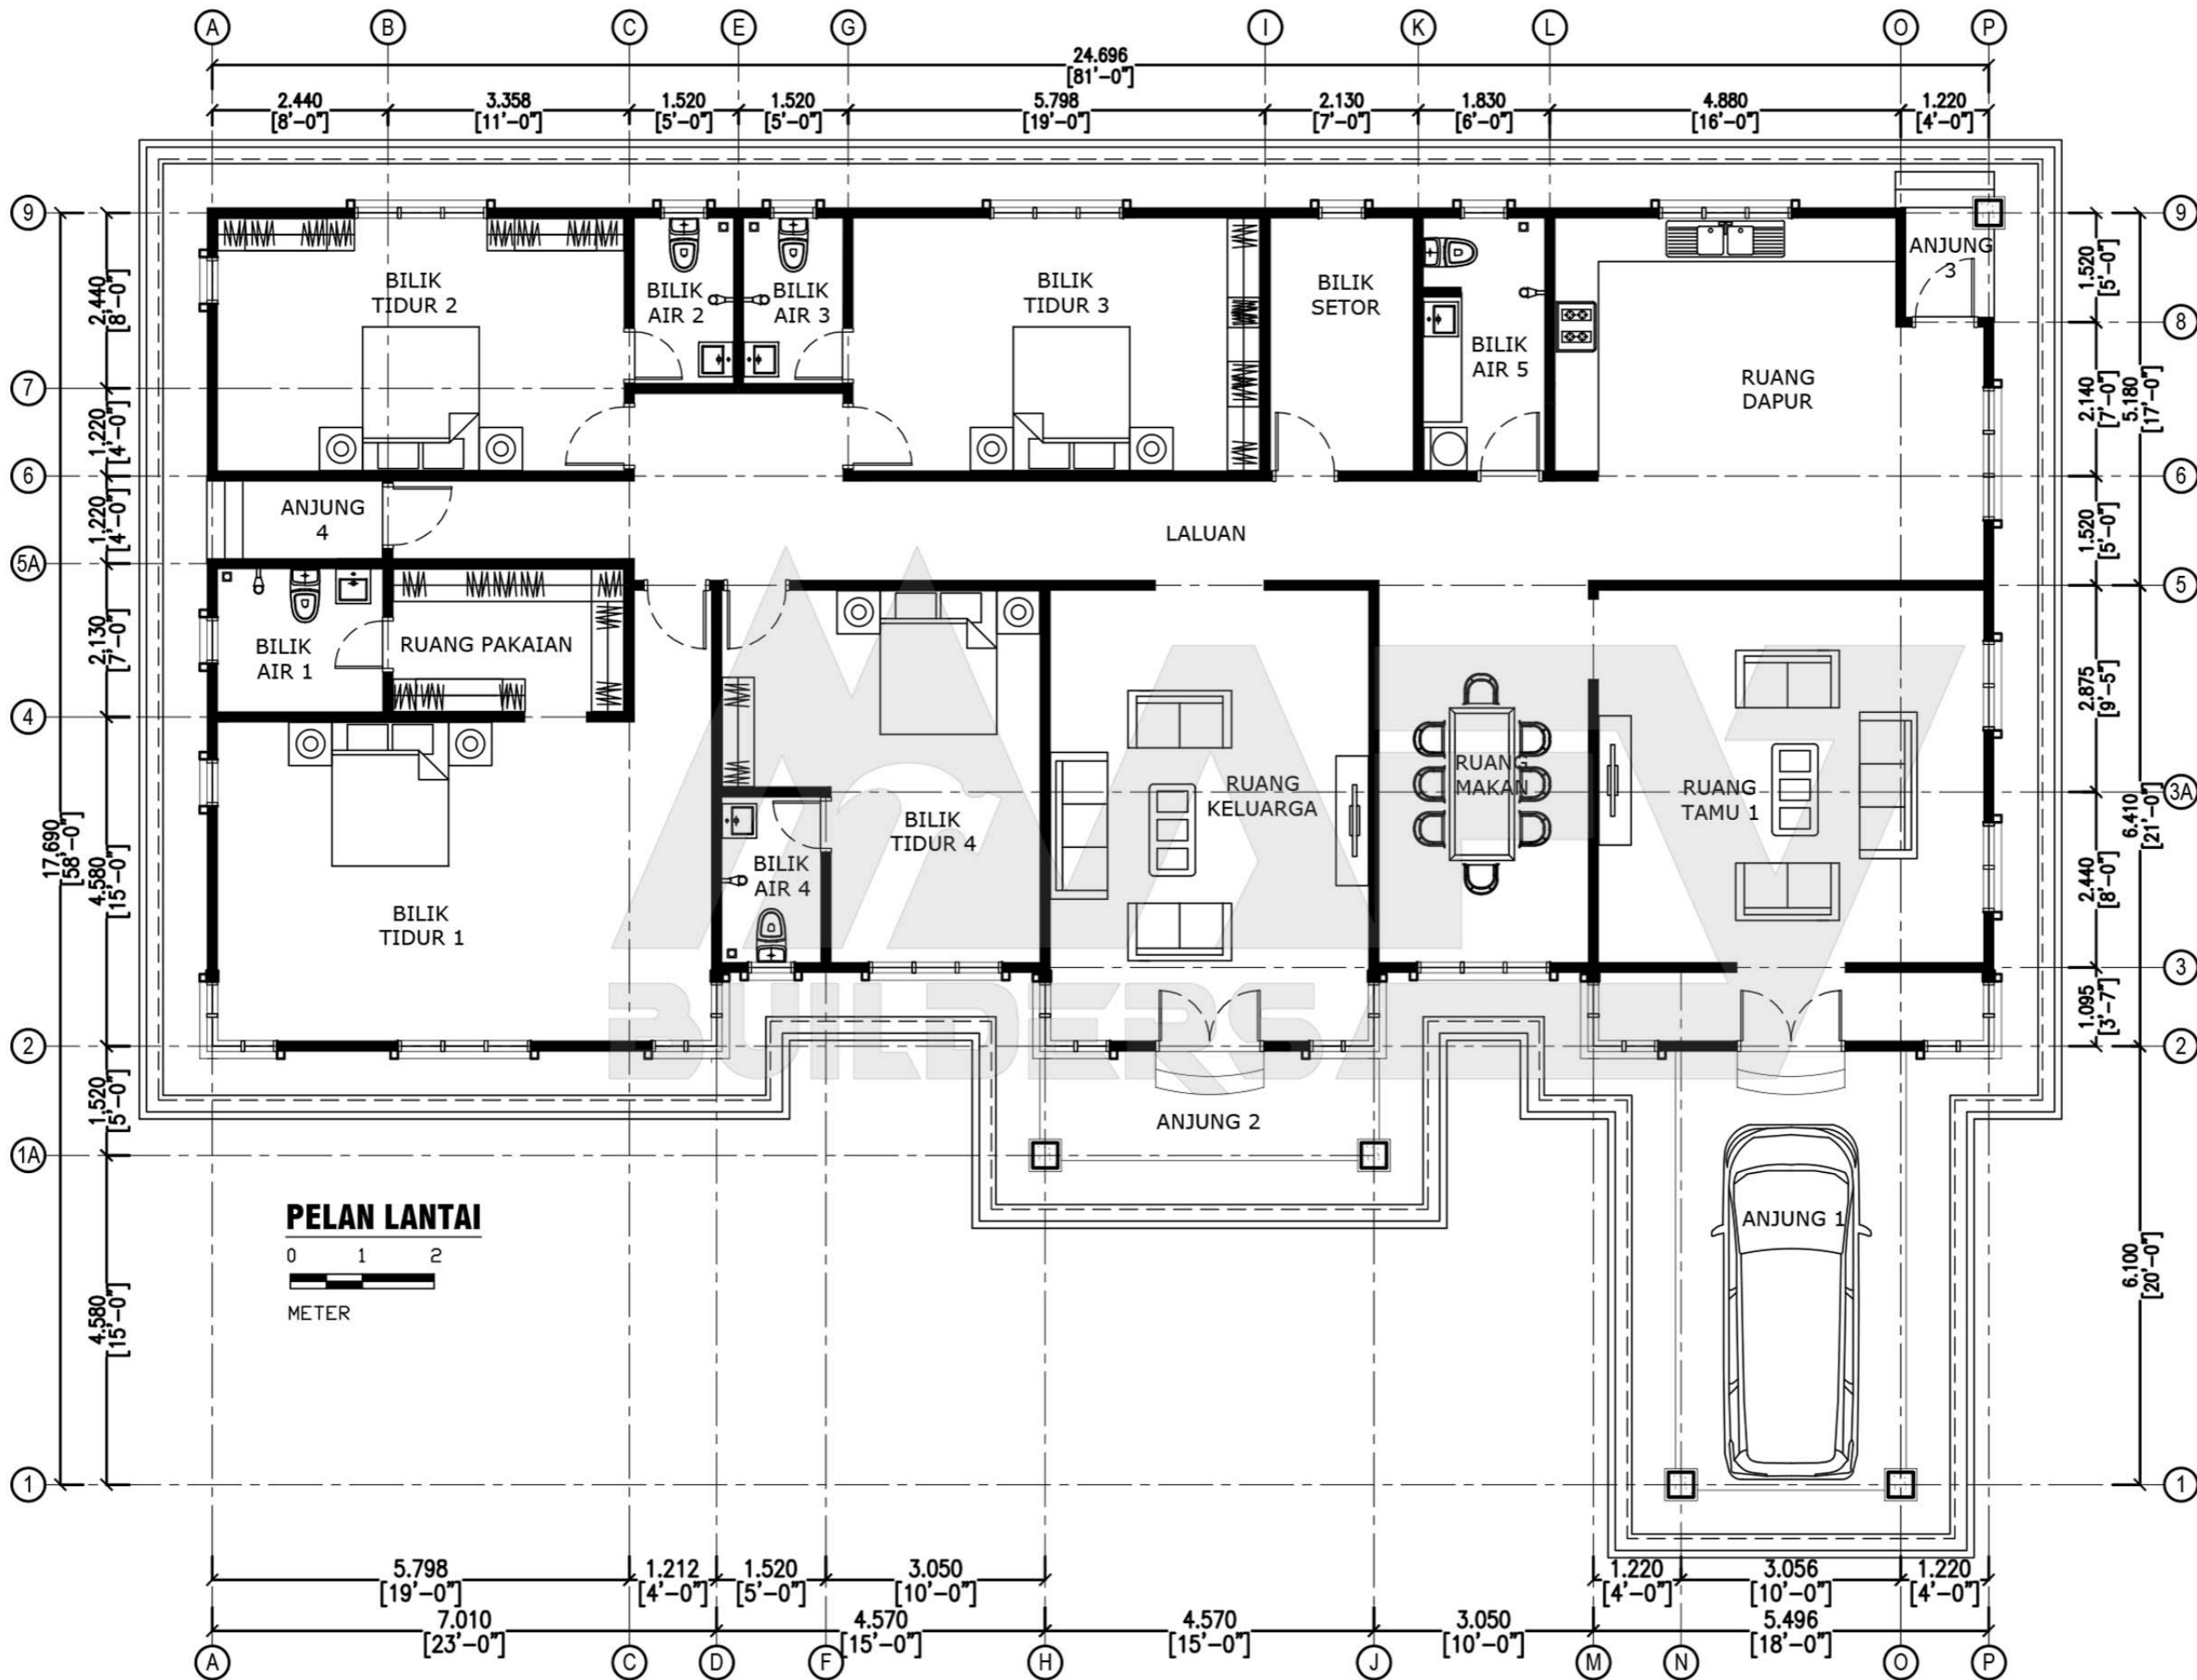 A B C E G I K L O P
24.696
[81'-0"]
2.440 3.358 1.520 1.520 5.798 2.130 1.830 4.880 1.220
[8'-0"] [11'-0"] [5'-0"] [5'-0"] [19'-0"] [7'-0"] [6'-0"] [16'-0"] [4'-0"]
9
7
6
5A
4
2
1A
1
17.690
[58'-0"]
2.440
[8'-0"]
1.220
[4'-0"]
1.220
[4'-0"]
2.130
[7'-0"]
4.580
[15'-0"]
1.520
[5'-0"]
4.580
[15'-0"]
BILIK
TIDUR 2
BILIK
AIR 2
BILIK
AIR 3
BILIK
TIDUR 3
BILIK
SETOR
BILIK
AIR 5
RUANG
DAPUR
ANJUNG
3
ANJUNG
4
LALUAN
BILIK
AIR 1
RUANG PAKAIAN
BILIK
TIDUR 1
BILIK
AIR 4
BILIK
TIDUR 4
RUANG
KELUARGA
RUANG
MAKAN
RUANG
TAMU 1
ANJUNG 2
ANJUNG 1
BUILDERS
9
8
6
5
3A
3
2
1
1.520
[5'-0"]
2.140
[7'-0"]
5.180
[17'-0"]
1.520
[5'-0"]
2.875
[9'-5"]
6.410
[21'-0"]
2.440
[8'-0"]
1.095
[3'-7"]
6.100
[20'-0"]
PELAN LANTAI
0 1 2
METER
5.798 1.212 1.520 3.050 1.220 3.056 1.220
[19'-0"] [4'-0"] [5'-0"] [10'-0"] [4'-0"] [10'-0"] [4'-0"]
7.010 4.570 4.570 3.050 5.496
[23'-0"] [15'-0"] [15'-0"] [10'-0"] [18'-0"]
A C D F H J M N O P